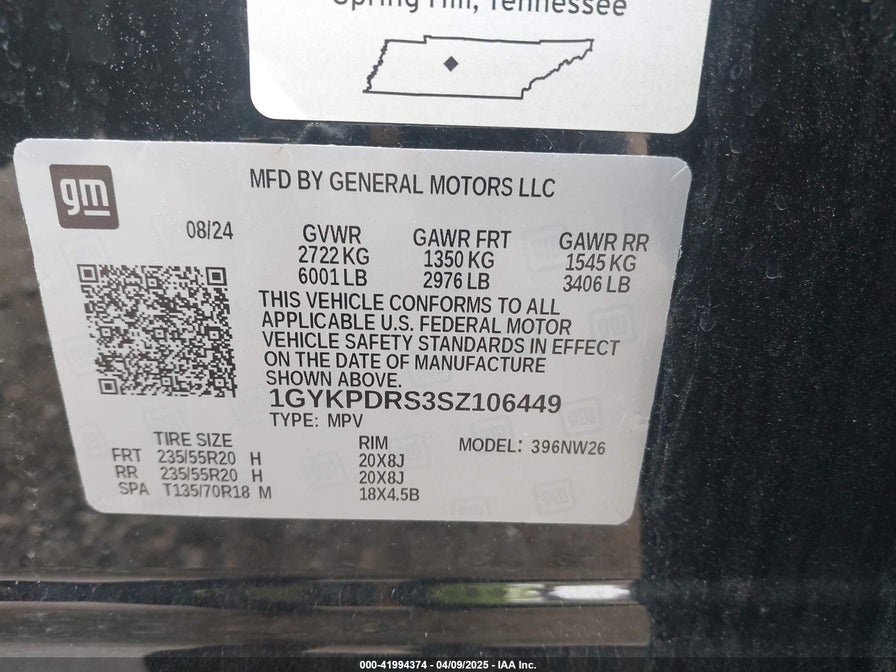 Spring Hill, Tennessee
gm
MFD BY GENERAL MOTORS LLC
08/24
GVWR GAWR FRT GAWR RR
2722 KG 1350 KG 1545 KG
6001 LB 2976 LB 3406 LB
THIS VEHICLE CONFORMS TO ALL
APPLICABLE U.S. FEDERAL MOTOR
VEHICLE SAFETY STANDARDS IN EFFECT
ON THE DATE OF MANUFACTURE
SHOWN ABOVE.
1GYKPDRS3SZ106449
TYPE: MPV
TIRE SIZE RIM MODEL: 396NW26
FRT 235/55R20 H 20X8J
RR 235/55R20 H 20X8J
SPA T135/70R18 M 18X4.5B
000-41994374 - 04/09/2025 - IAA Inc.